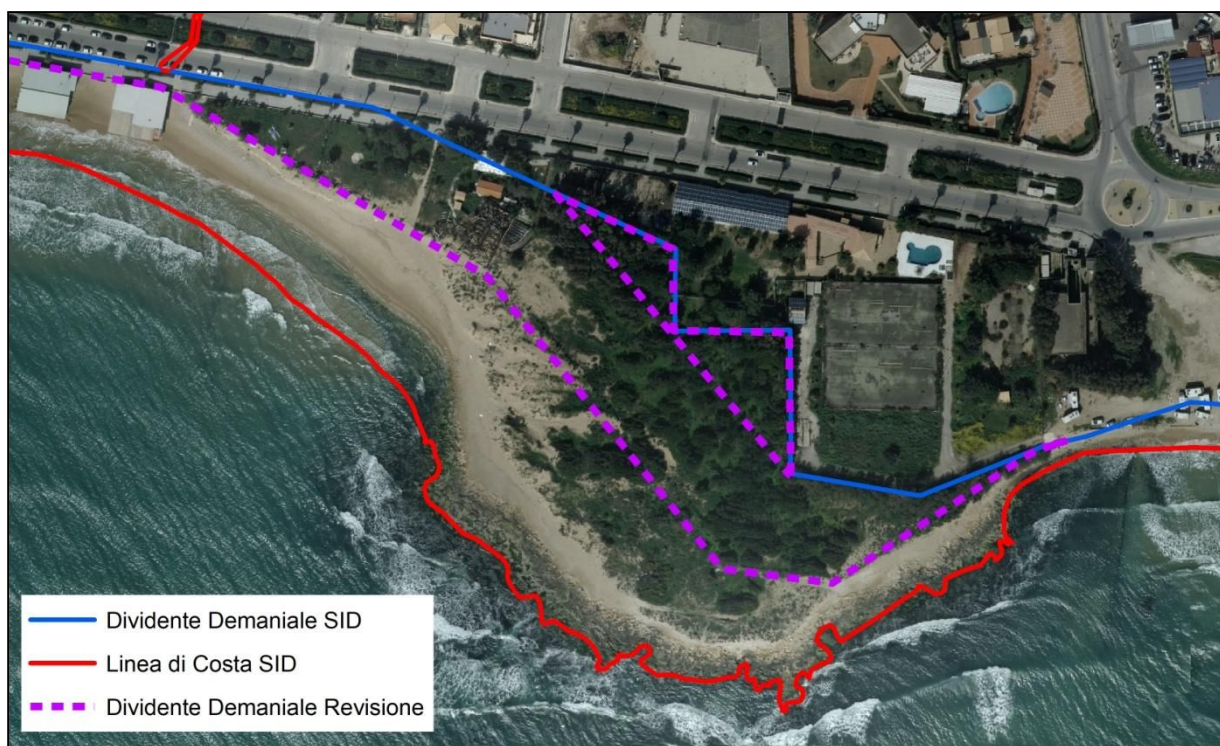 Dividente Demaniale SID
Linea di Costa SID
Dividente Demaniale Revisione